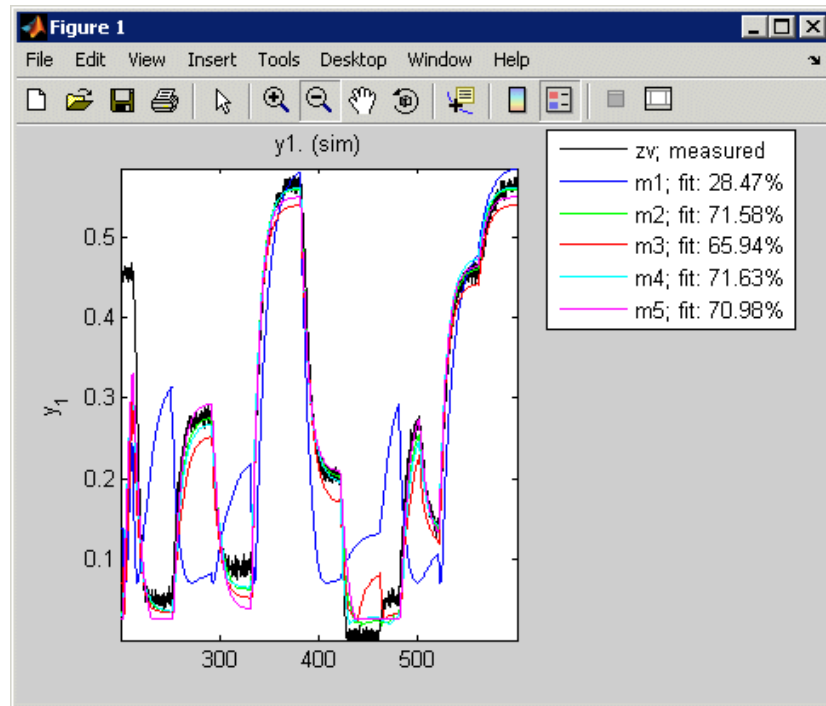 Figure 1
File Edit View Insert Tools Desktop Window Help
y1. (sim)
zv; measured
m1; fit: 28.47%
m2; fit: 71.58%
m3; fit: 65.94%
m4; fit: 71.63%
m5; fit: 70.98%
0.5
0.4
0.3
0.2
0.1
y1
300 400 500